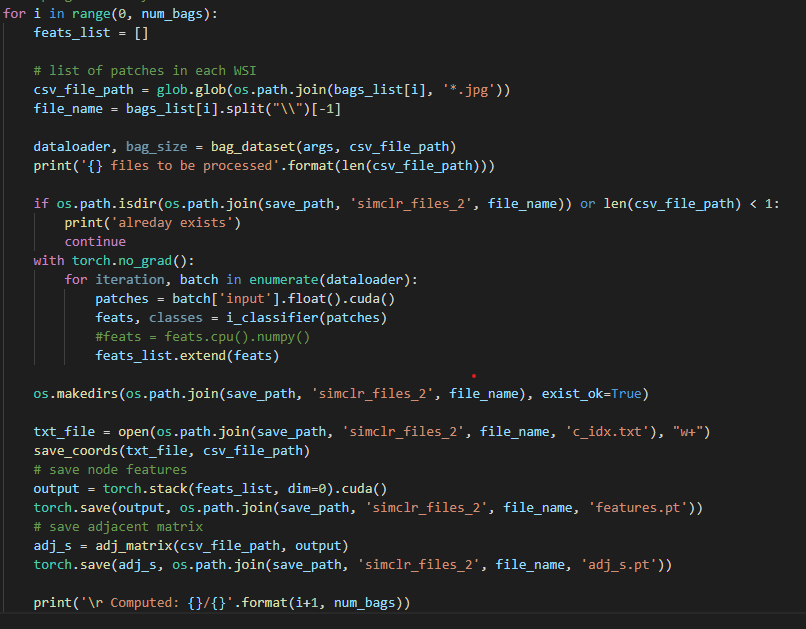 for i in range(0, num_bags):
    feats_list = []

    # list of patches in each WSI
    csv_file_path = glob.glob(os.path.join(bags_list[i], '*.jpg'))
    file_name = bags_list[i].split("\\")[-1]

    dataloader, bag_size = bag_dataset(args, csv_file_path)
    print('{} files to be processed'.format(len(csv_file_path)))

    if os.path.isdir(os.path.join(save_path, 'simclr_files_2', file_name)) or len(csv_file_path) < 1:
        print('alreday exists')
        continue
    with torch.no_grad():
        for iteration, batch in enumerate(dataloader):
            patches = batch['input'].float().cuda()
            feats, classes = i_classifier(patches)
            #feats = feats.cpu().numpy()
            feats_list.extend(feats)

    os.makedirs(os.path.join(save_path, 'simclr_files_2', file_name), exist_ok=True)

    txt_file = open(os.path.join(save_path, 'simclr_files_2', file_name, 'c_idx.txt'), "w+")
    save_coords(txt_file, csv_file_path)
    # save node features
    output = torch.stack(feats_list, dim=0).cuda()
    torch.save(output, os.path.join(save_path, 'simclr_files_2', file_name, 'features.pt'))
    # save adjacent matrix
    adj_s = adj_matrix(csv_file_path, output)
    torch.save(adj_s, os.path.join(save_path, 'simclr_files_2', file_name, 'adj_s.pt'))

    print('\r Computed: {}/{}'.format(i+1, num_bags))